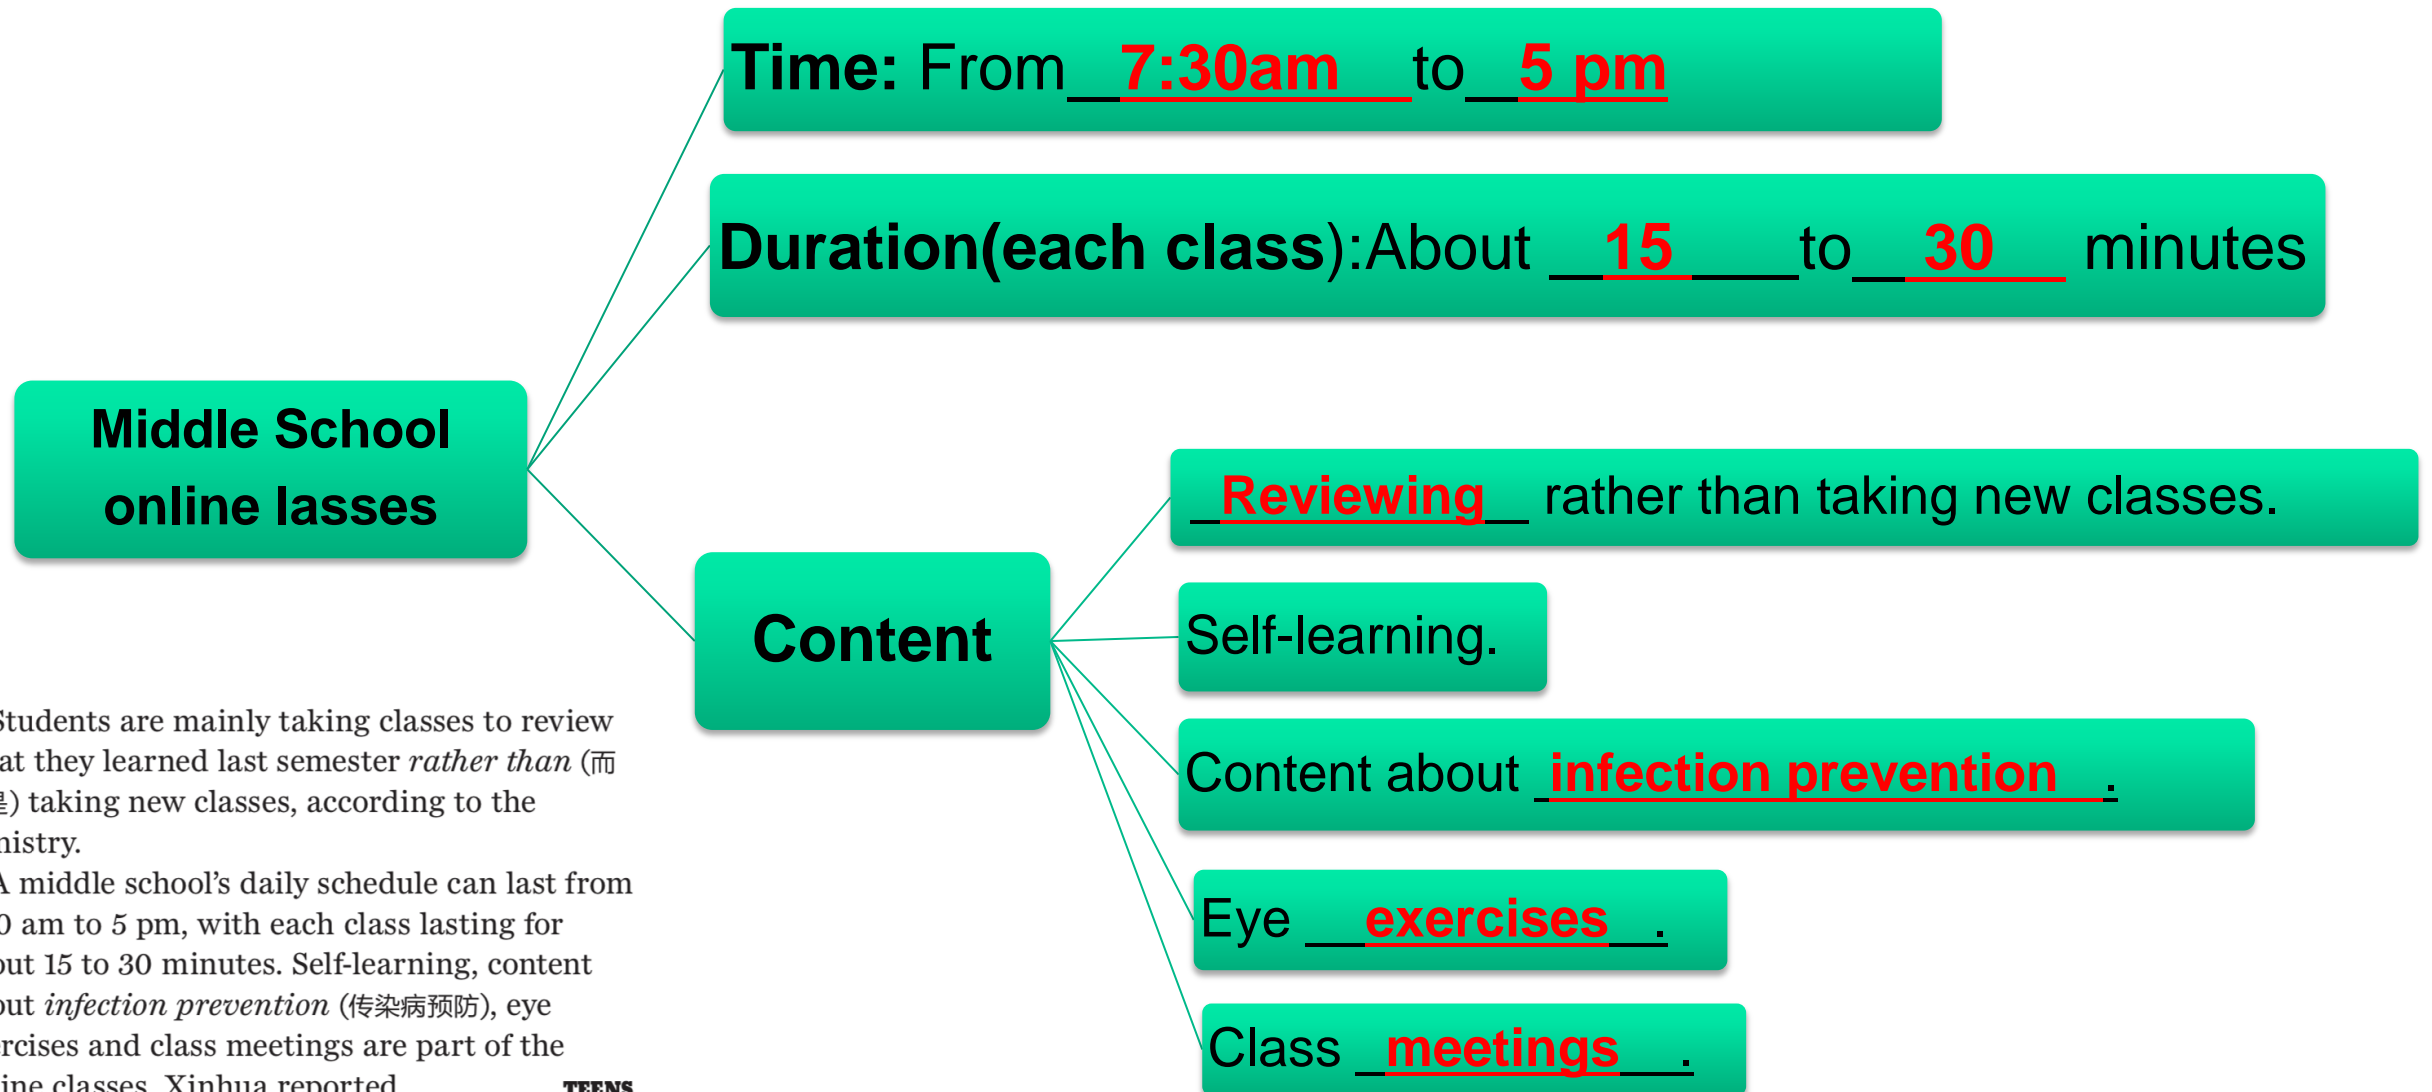 Time: From 7:30am to 5 pm
Duration(each class):About 15 to 30 minutes
Middle School
online lasses
Reviewing rather than taking new classes.
Content
Self-learning.
Content about infection prevention .
Eye exercises .
Class meetings .
Students are mainly taking classes to review
at they learned last semester rather than (而
是) taking new classes, according to the
nistry.
A middle school's daily schedule can last from
0 am to 5 pm, with each class lasting for
out 15 to 30 minutes. Self-learning, content
out infection prevention (传染病预防), eye
ercises and class meetings are part of the
ine classes, Xinhua reported.
TEENS